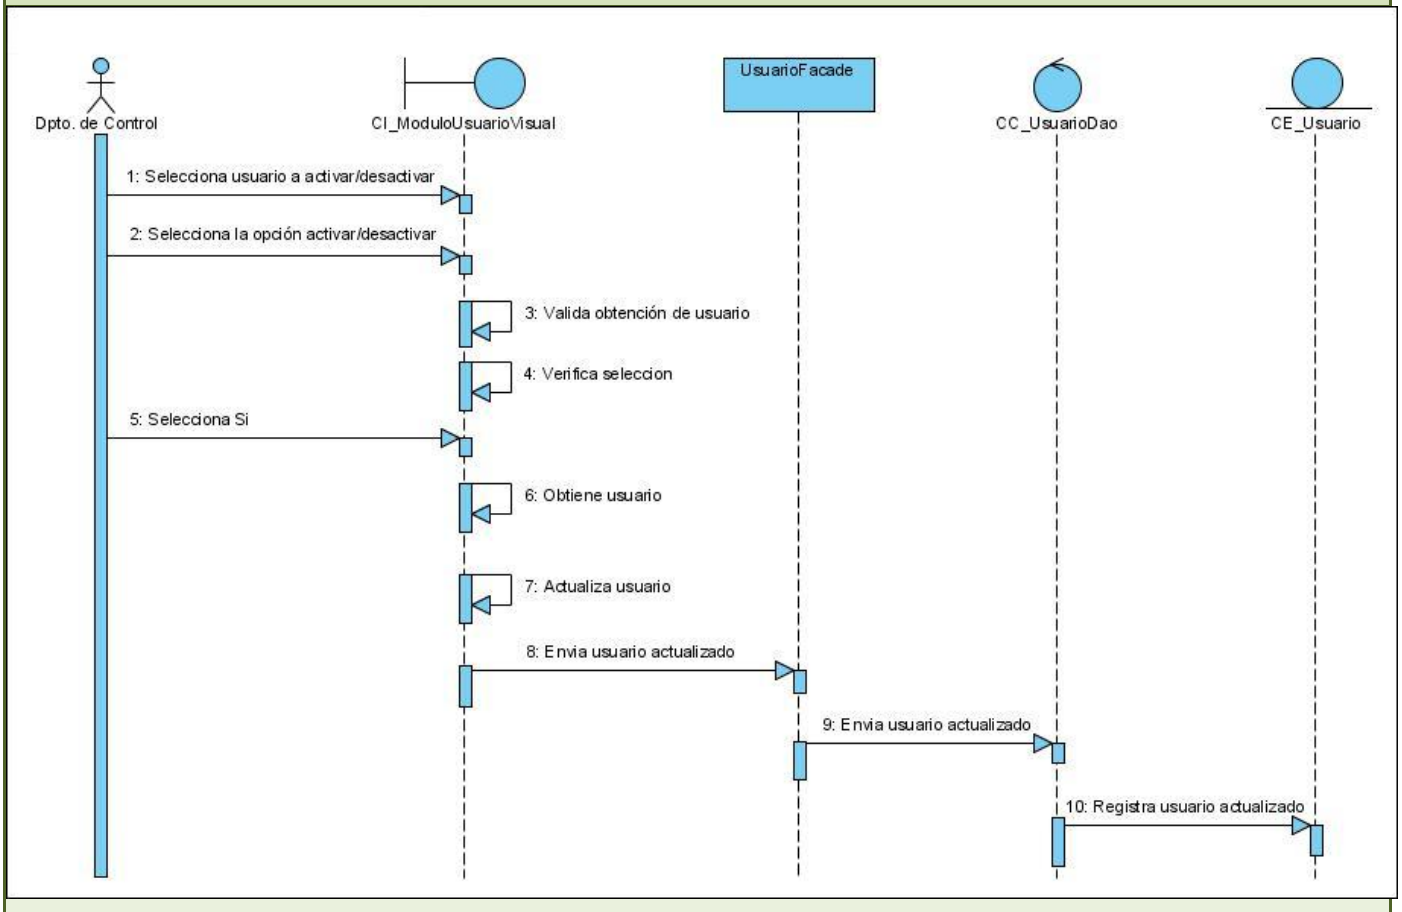 UsuarioFacade
Dpto. de Control
CI_ModuloUsuarioVisual
CC_UsuarioDao
CE_Usuario
1: Selecciona usuario a activar/desactivar
2: Selecciona la opción activar/desactivar
3: Valida obtención de usuario
4: Verifica seleccion
5: Selecciona Si
6: Obtiene usuario
7: Actualiza usuario
8: Envia usuario actualizado
9: Envia usuario actualizado
10: Registra usuario actualizado